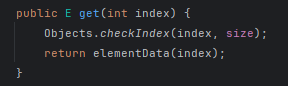 public E get(int index) {
    Objects.checkIndex(index, size);
    return elementData(index);
}